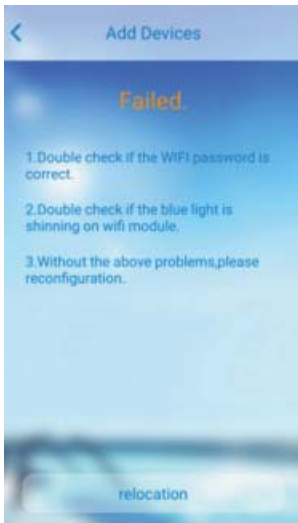 Add Devices
Failed.
1.Double check if the WIFI password is
correct.
2.Double check if the blue light is
shinning on wifi module.
3.Without the above problems,please
reconfiguration.
relocation